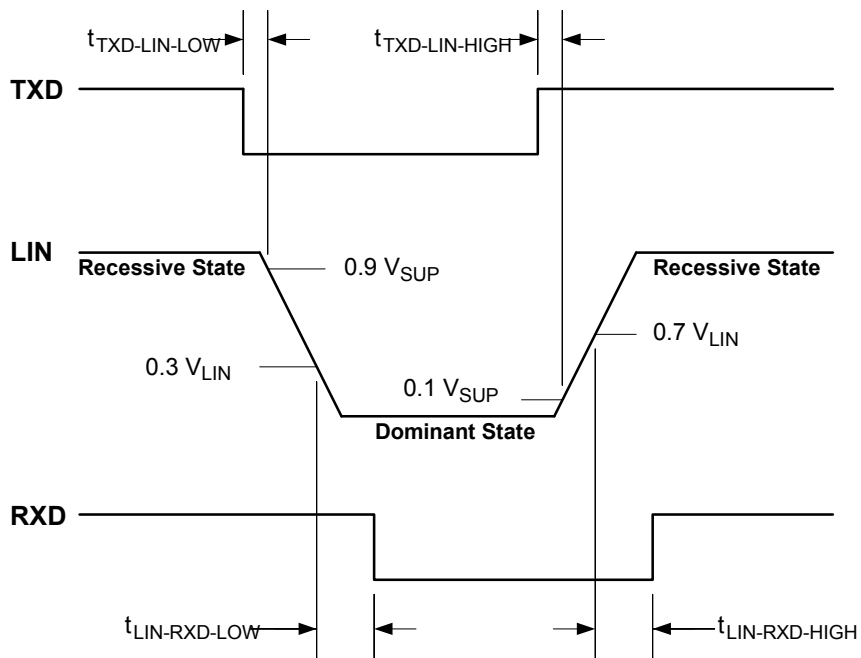 tTXD-LIN-LOW
tTXD-LIN-HIGH
TXD
LIN
Recessive State
0.9 VSUP
Recessive State
0.7 VLIN
0.3 VLIN
0.1 VSUP
Dominant State
RXD
tLIN-RXD-LOW
tLIN-RXD-HIGH